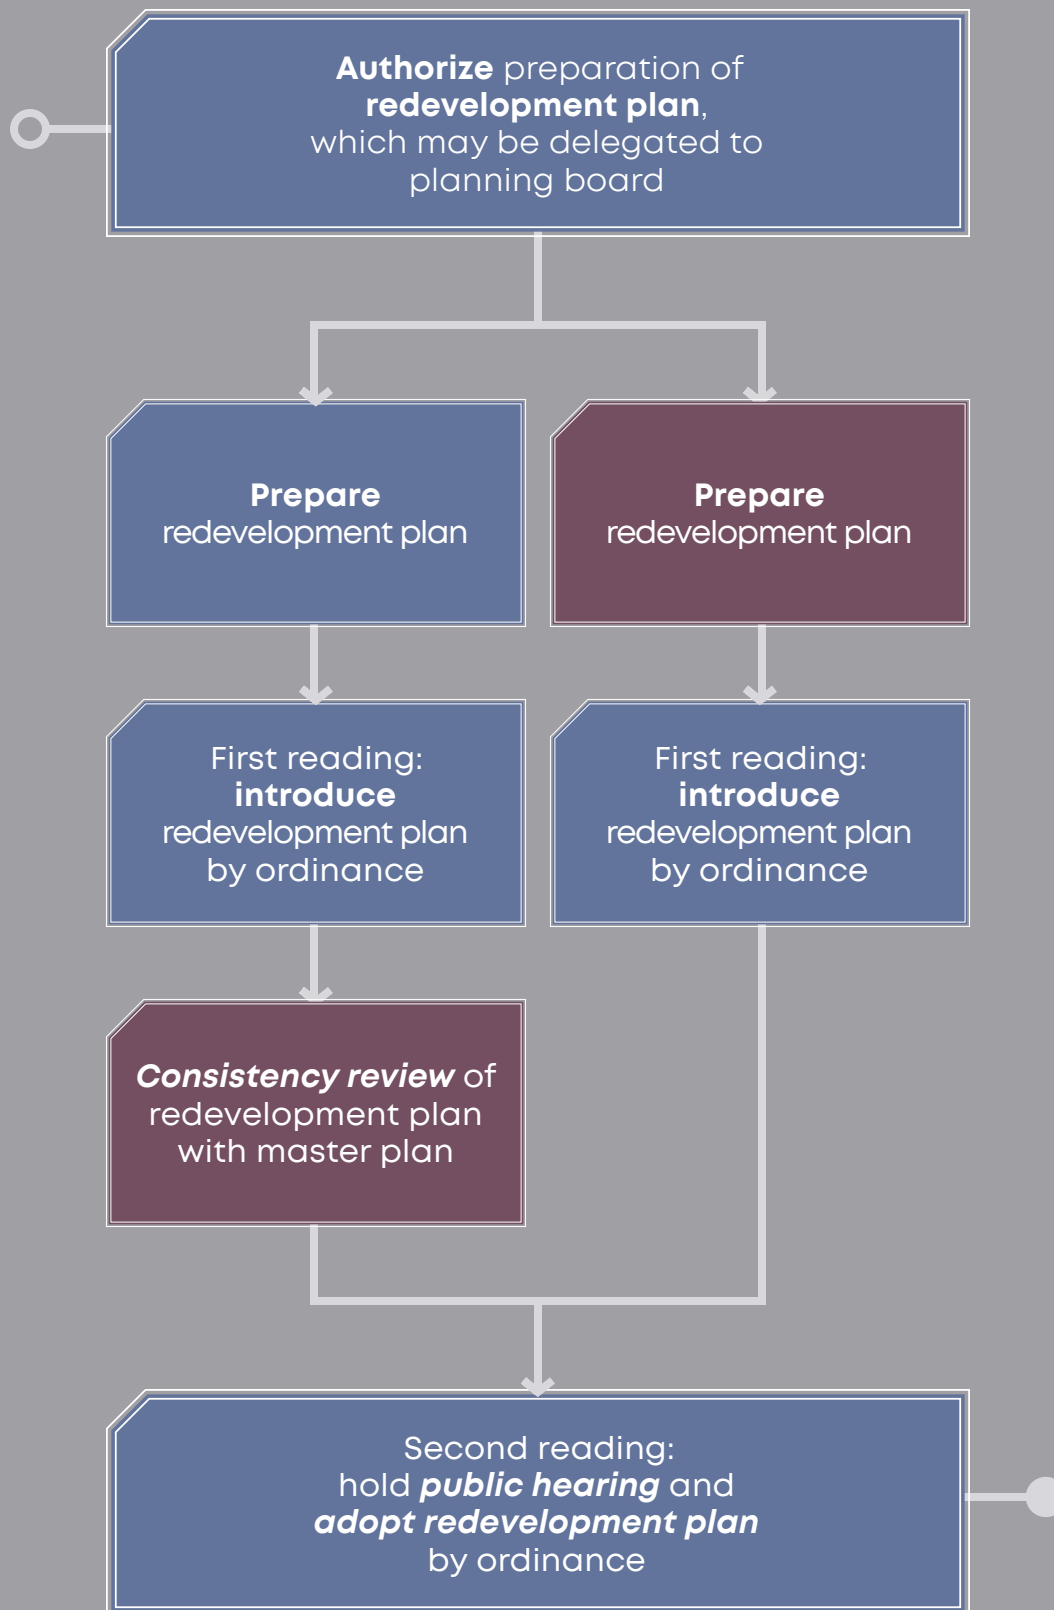 Authorize preparation of
redevelopment plan,
which may be delegated to
planning board
Prepare
redevelopment plan
Prepare
redevelopment plan
First reading:
introduce
redevelopment plan
by ordinance
First reading:
introduce
redevelopment plan
by ordinance
Consistency review of
redevelopment plan
with master plan
Second reading:
hold public hearing and
adopt redevelopment plan
by ordinance